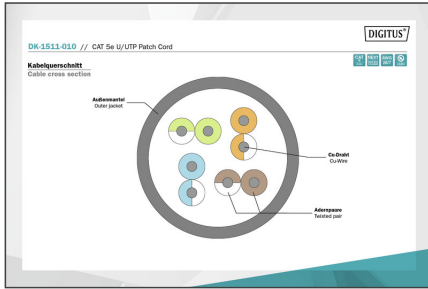 DIGITUS®
DK-1511-010 // CAT 5e U/UTP Patch Cord
Kabelquerschnitt
Cable cross section
Außenmantel
Outer jacket
Cu-Draht
Cu-Wire
Adernpaare
Twisted pair